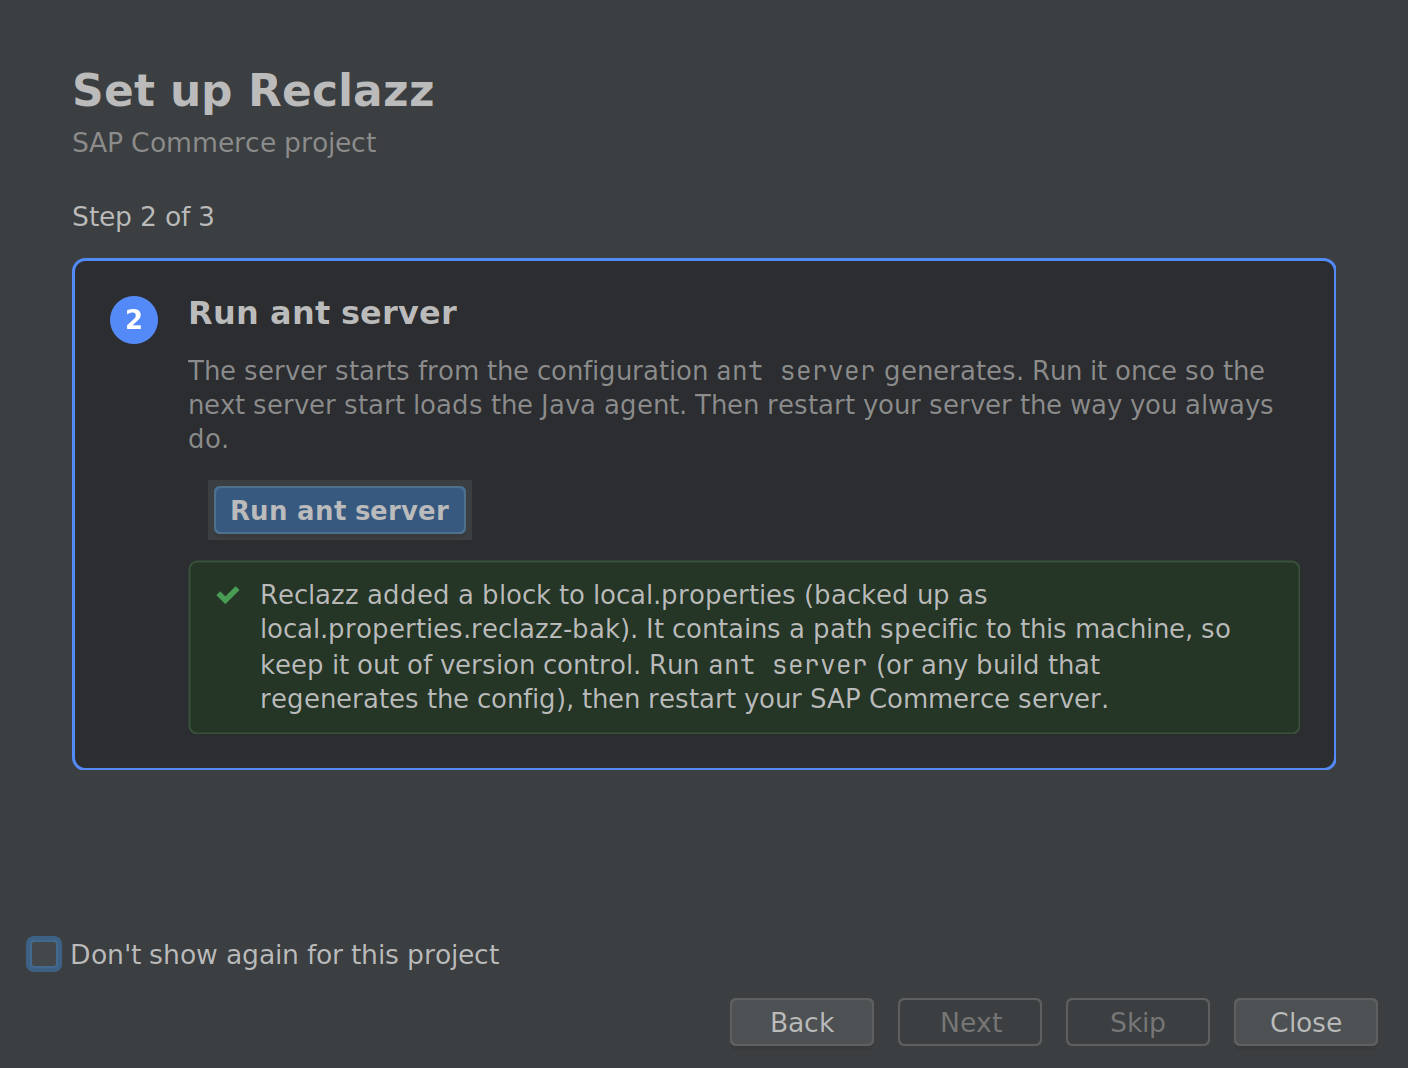 Set up Reclazz
SAP Commerce project
Step 2 of 3
2
Run ant server
The server starts from the configuration ant server generates. Run it once so the
next server start loads the Java agent. Then restart your server the way you always
do.
Run ant server
Reclazz added a block to local.properties (backed up as
local.properties.reclazz-bak). It contains a path specific to this machine, so
keep it out of version control. Run ant server (or any build that
regenerates the config), then restart your SAP Commerce server.
Don't show again for this project
Back
Next
Skip
Close